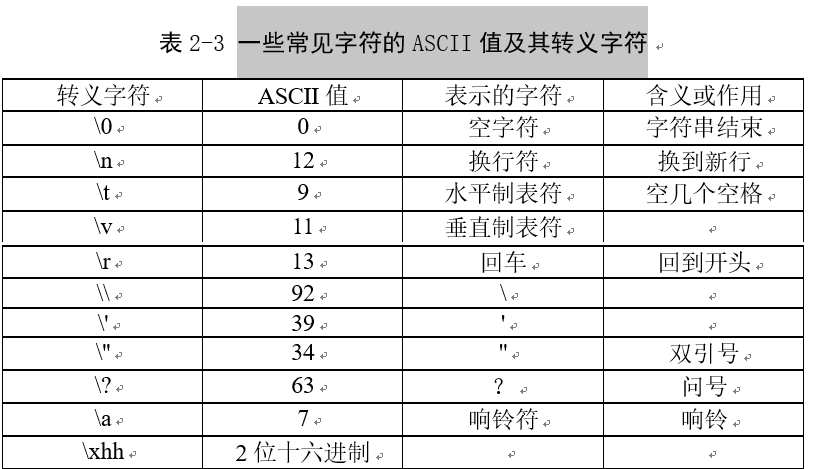 表 2-3 一些常见字符的 ASCII 值及其转义字符
转义字符 ASCII 值 表示的字符 含义或作用
\0 0 空字符 字符串结束
\n 12 换行符 换到新行
\t 9 水平制表符 空几个空格
\v 11 垂直制表符
\r 13 回车 回到开头
\\ 92 \
\' 39 '
\" 34 " 双引号
\? 63 ? 问号
\a 7 响铃符 响铃
\xhh 2 位十六进制